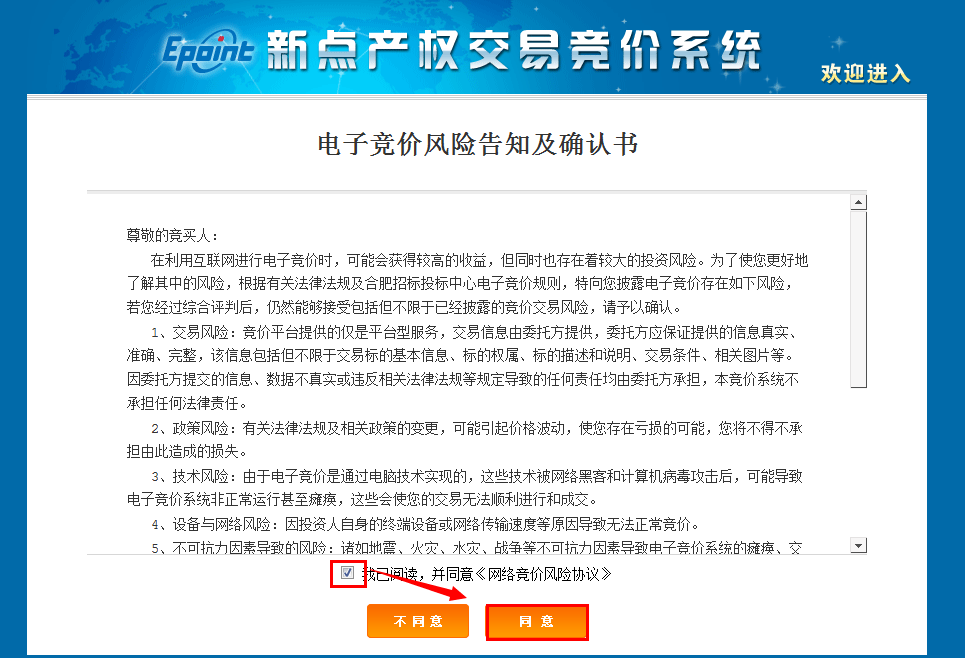 Epoint 新点产权交易竞价系统
欢迎进入
电子竞价风险告知及确认书
尊敬的竞买人：
在利用互联网进行电子竞价时，可能会获得较高的收益，但同时也存在着较大的投资风险。为了使您更好地
了解其中的风险，根据有关法律法规及合肥招标投标中心电子竞价规则，特向您披露电子竞价存在如下风险，
若您经过综合评判后，仍然能够接受包括但不限于已经披露的竞价交易风险，请予以确认。
1、交易风险：竞价平台提供的仅是平台型服务，交易信息由委托方提供，委托方应保证提供的信息真实、
准确、完整，该信息包括但不限于交易标的基本信息、标的权属、标的描述和说明、交易条件、相关图片等。
因委托方提交的信息、数据不真实或违反相关法律法规等规定导致的任何责任均由委托方承担，本竞价系统不
承担任何法律责任。
2、政策风险：有关法律法规及相关政策的变更，可能引起价格波动，使您存在亏损的可能，您将不得不承
担由此造成的损失。
3、技术风险：由于电子竞价是通过电脑技术实现的，这些技术被网络黑客和计算机病毒攻击后，可能导致
电子竞价系统非正常运行甚至瘫痪，这些会使您的交易无法顺利进行和成交。
4、设备与网络风险：因投资人自身的终端设备或网络传输速度等原因导致无法正常竞价。
5、不可抗力因素导致的风险：诸如地震、火灾、水灾、战争等不可抗力因素导致电子竞价系统的瘫痪、交
我已阅读，并同意《网络竞价风险协议》
不同意
同意